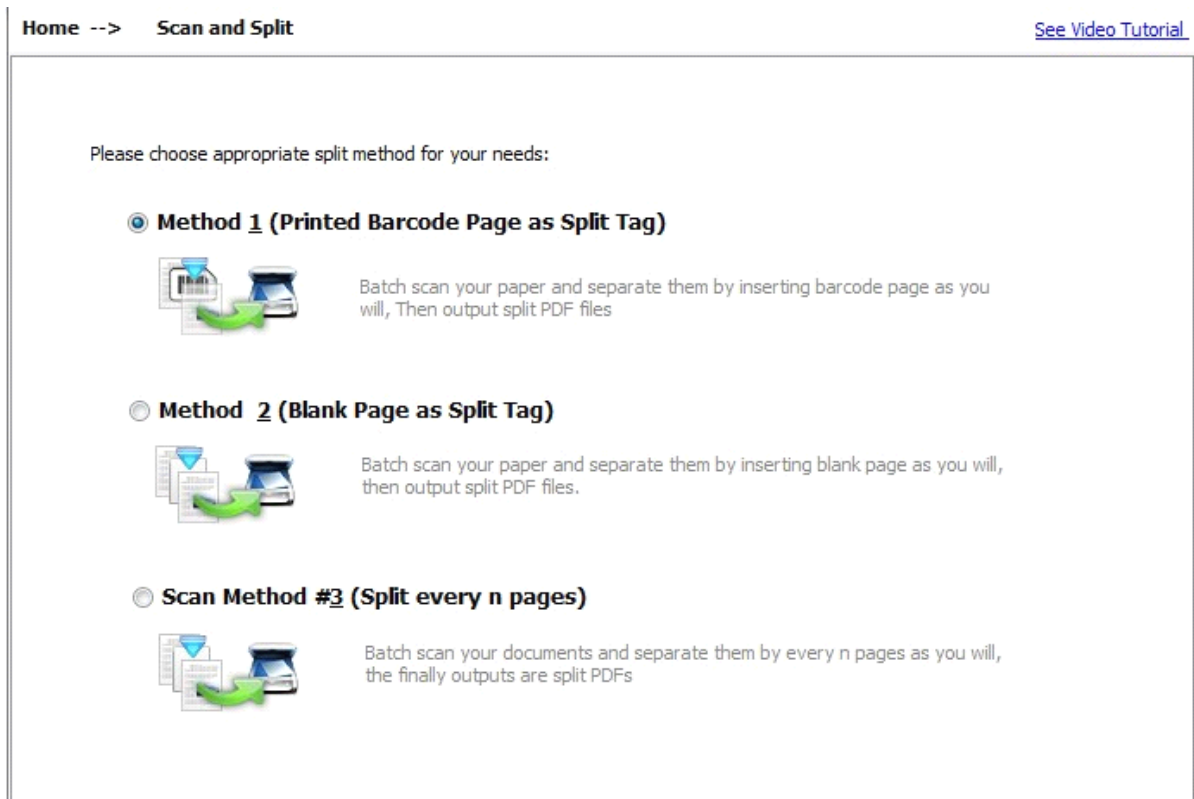 Home --> Scan and Split See Video Tutorial
Please choose appropriate split method for your needs:
Method 1 (Printed Barcode Page as Split Tag)
Batch scan your paper and separate them by inserting barcode page as you
will, Then output split PDF files
Method 2 (Blank Page as Split Tag)
Batch scan your paper and separate them by inserting blank page as you will,
then output split PDF files.
Scan Method #3 (Split every n pages)
Batch scan your documents and separate them by every n pages as you will,
the finally outputs are split PDFs